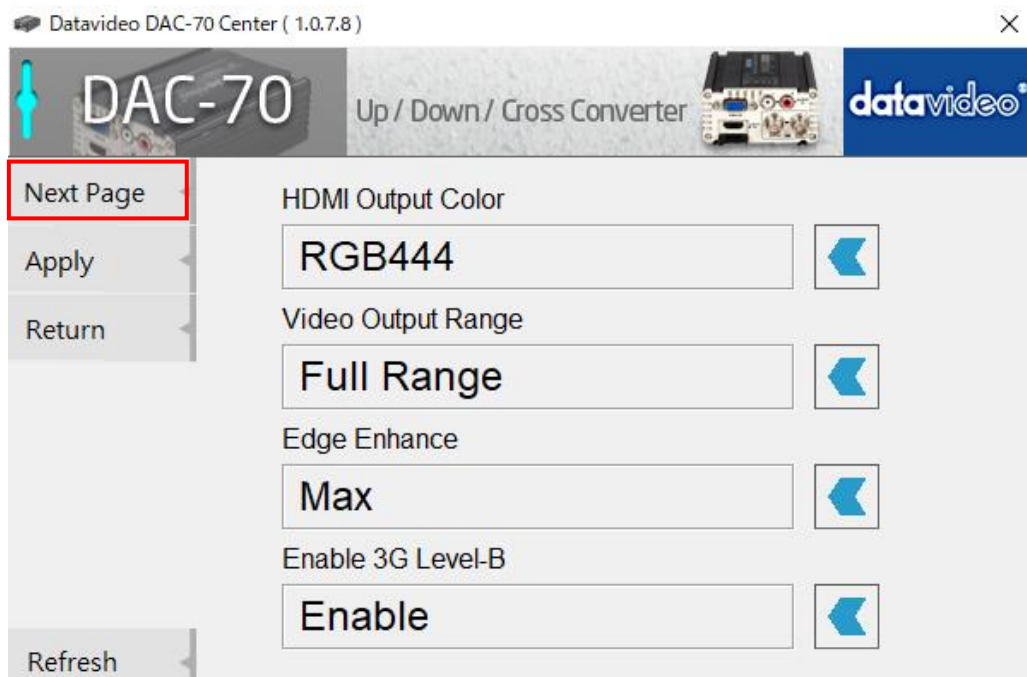 Datavideo DAC-70 Center ( 1.0.7.8 )
DAC-70
Up / Down / Cross Converter
datavideo®
Next Page
Apply
Return
Refresh
HDMI Output Color
RGB444
Video Output Range
Full Range
Edge Enhance
Max
Enable 3G Level-B
Enable